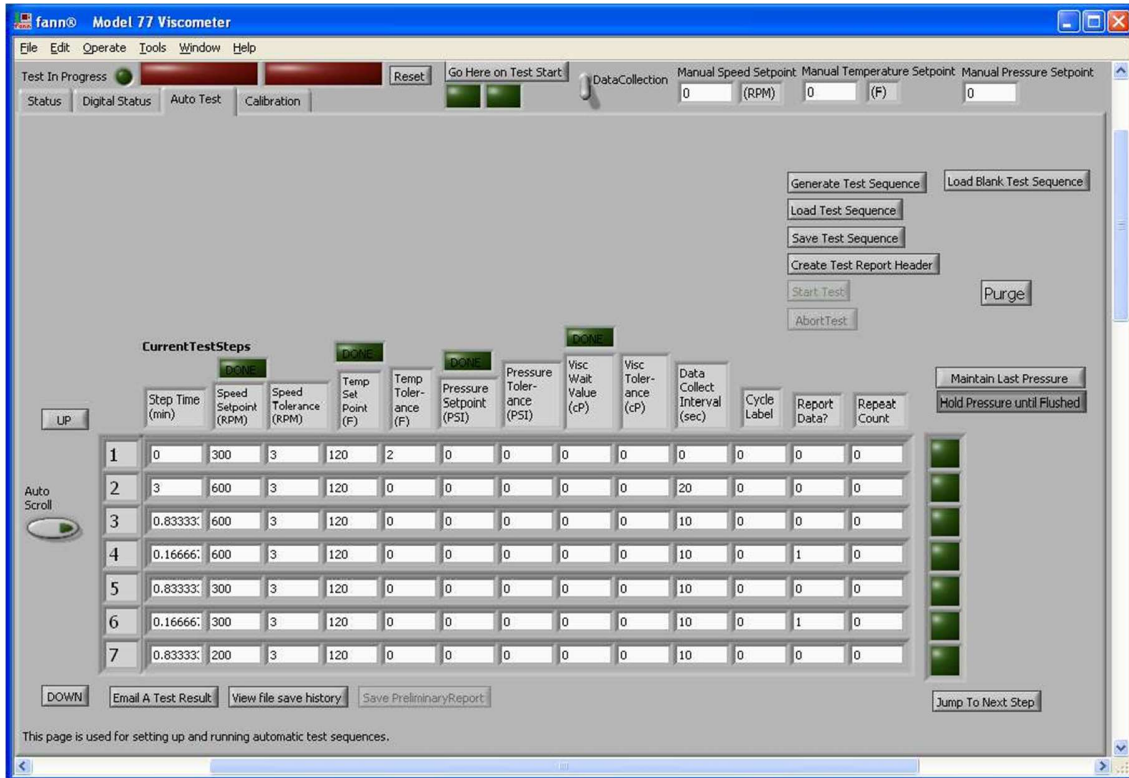 fann® Model 77 Viscometer
File Edit Operate Tools Window Help
Test In Progress
Reset
Go Here on Test Start
DataCollection
Manual Speed Setpoint
0 (RPM)
Manual Temperature Setpoint
0 (F)
Manual Pressure Setpoint
0
Status Digital Status Auto Test Calibration
Generate Test Sequence
Load Blank Test Sequence
Load Test Sequence
Save Test Sequence
Create Test Report Header
Start Test
Purge
AbortTest
CurrentTestSteps
DONE
DONE
DONE
DONE
Step Time
(min)
Speed
Setpoint
(RPM)
Speed
Tolerance
(RPM)
Temp
Set
Point
(F)
Temp
Toler-
ance
(F)
Pressure
Setpoint
(PSI)
Pressure
Toler-
ance
(PSI)
Visc
Wait
Value
(cP)
Visc
Toler-
ance
(cP)
Data
Collect
Interval
(sec)
Cycle
Label
Report
Data?
Repeat
Count
Maintain Last Pressure
Hold Pressure until Flushed
UP
1 0 300 3 120 2 0 0 0 0 0 0 0 0
2 3 600 3 120 0 0 0 0 0 20 0 0 0
Auto
Scroll
3 0.83333 600 3 120 0 0 0 0 0 10 0 0 0
4 0.16666 600 3 120 0 0 0 0 0 10 0 1 0
5 0.83333 300 3 120 0 0 0 0 0 10 0 0 0
6 0.16666 300 3 120 0 0 0 0 0 10 0 1 0
7 0.83333 200 3 120 0 0 0 0 0 10 0 0 0
DOWN
Email A Test Result
View file save history
Save PreliminaryReport
Jump To Next Step
This page is used for setting up and running automatic test sequences.